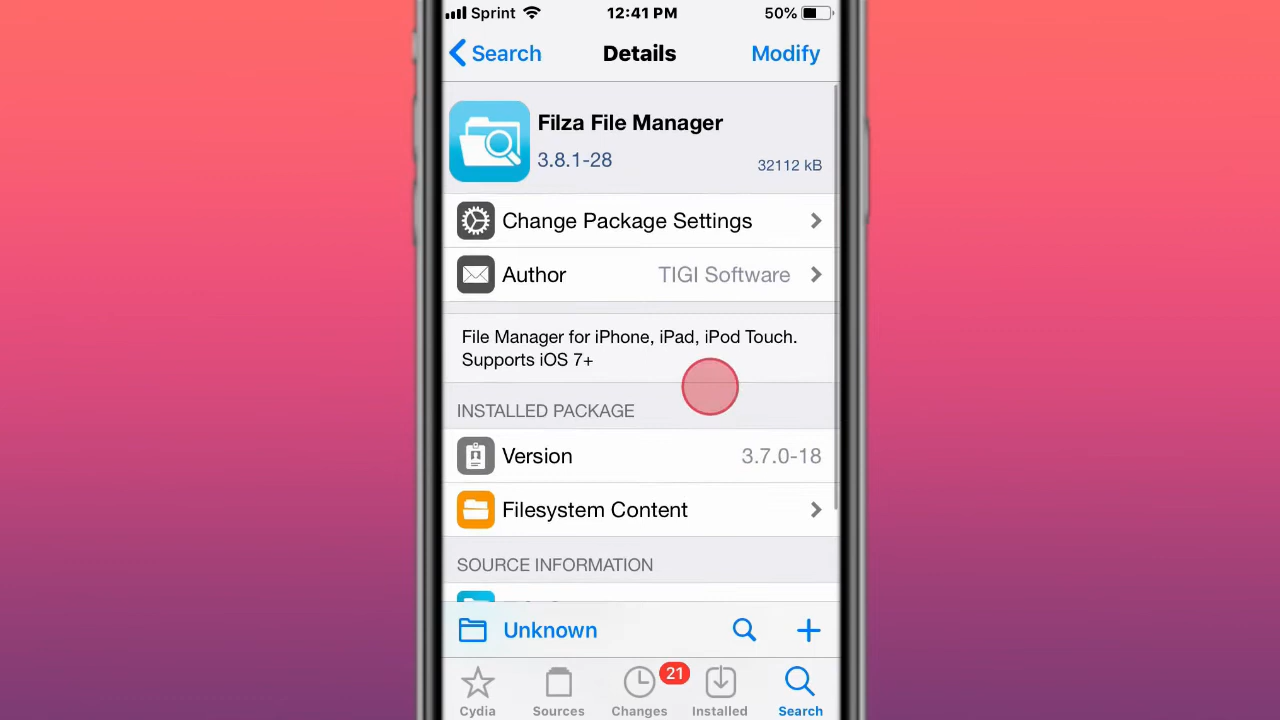 Sprint 12:41 PM 50%
Search Details Modify
Filza File Manager
3.8.1-28 32112 kB
Change Package Settings
Author TIGI Software
File Manager for iPhone, iPad, iPod Touch.
Supports iOS 7+
INSTALLED PACKAGE
Version 3.7.0-18
Filesystem Content
SOURCE INFORMATION
Unknown
21
Cydia Sources Changes Installed Search